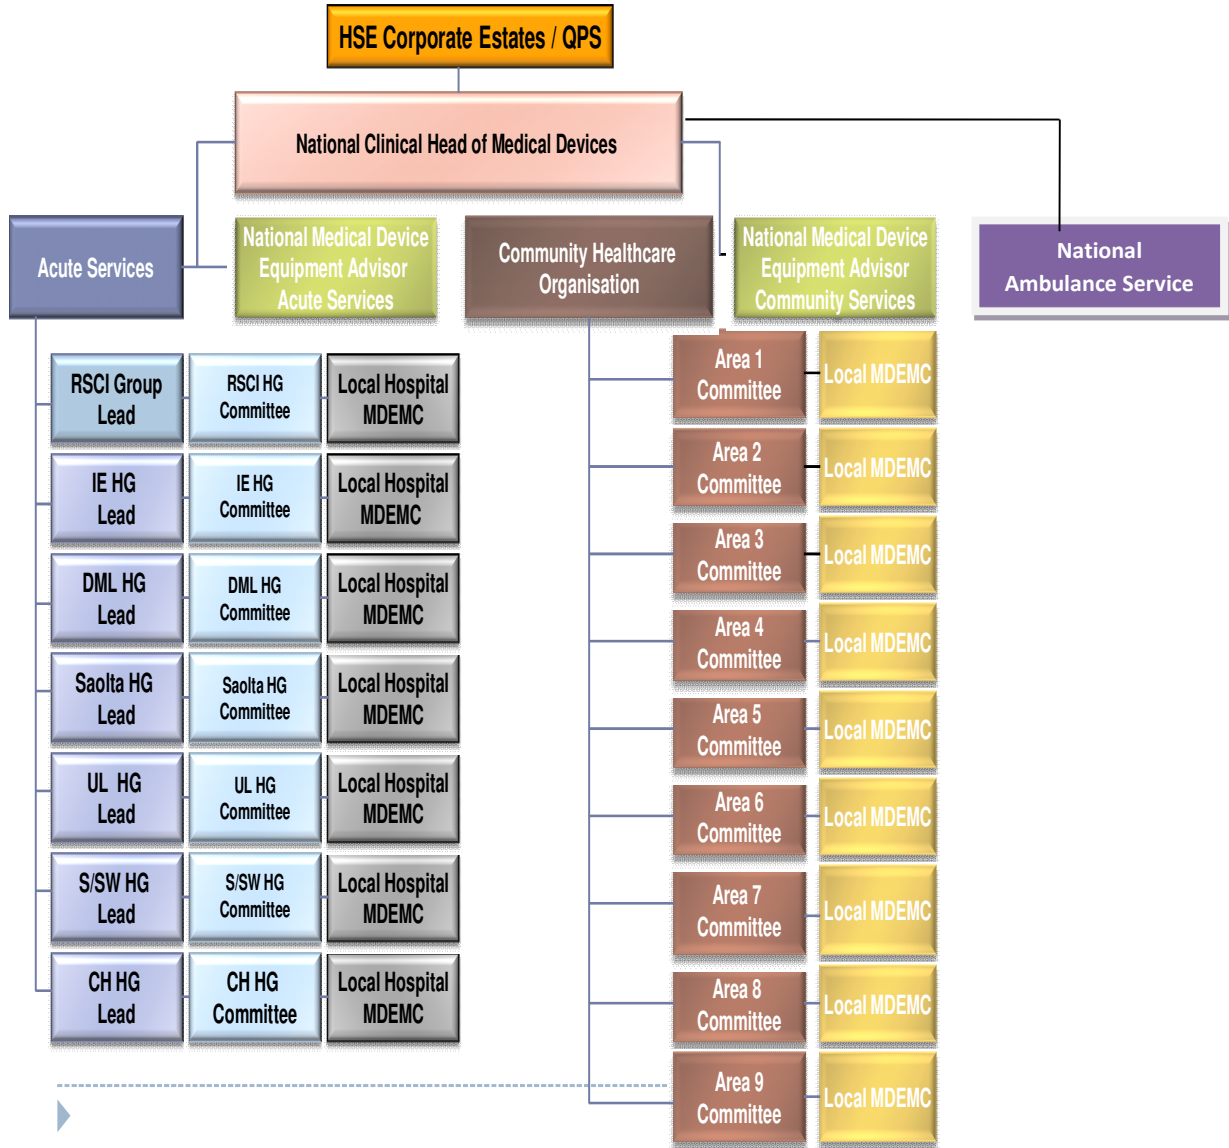 HSE Corporate Estates / QPS
National Clinical Head of Medical Devices
Acute Services
National Medical Device
Equipment Advisor
Acute Services
Community Healthcare
Organisation
National Medical Device
Equipment Advisor
Community Services
National
Ambulance Service
RSCI Group
Lead
RSCI HG
Committee
Local Hospital
MDEMC
IE HG
Lead
IE HG
Committee
Local Hospital
MDEMC
DML HG
Lead
DML HG
Committee
Local Hospital
MDEMC
Saolta HG
Lead
Saolta HG
Committee
Local Hospital
MDEMC
UL HG
Lead
UL HG
Committee
Local Hospital
MDEMC
S/SW HG
Lead
S/SW HG
Committee
Local Hospital
MDEMC
CH HG
Lead
CH HG
Committee
Local Hospital
MDEMC
Area 1
Committee
Local MDEMC
Area 2
Committee
Local MDEMC
Area 3
Committee
Local MDEMC
Area 4
Committee
Local MDEMC
Area 5
Committee
Local MDEMC
Area 6
Committee
Local MDEMC
Area 7
Committee
Local MDEMC
Area 8
Committee
Local MDEMC
Area 9
Committee
Local MDEMC